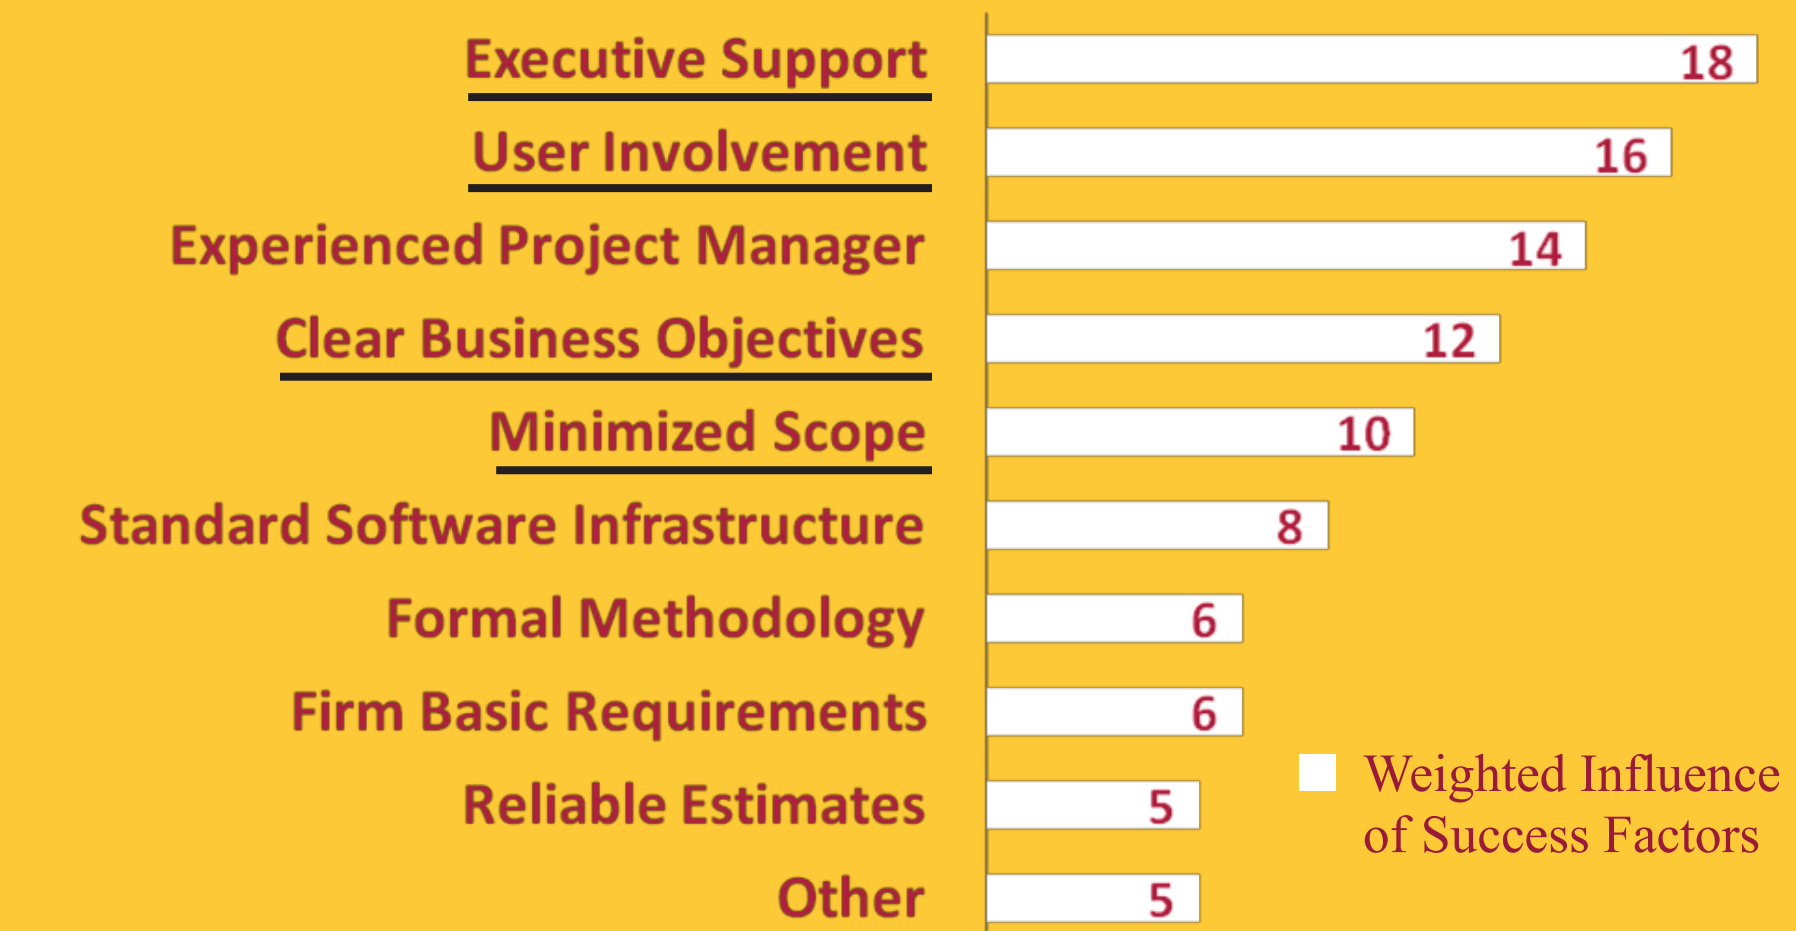 Executive Support 18
User Involvement 16
Experienced Project Manager 14
Clear Business Objectives 12
Minimized Scope 10
Standard Software Infrastructure 8
Formal Methodology 6
Firm Basic Requirements 6
Reliable Estimates 5
Other 5
Weighted Influence
of Success Factors